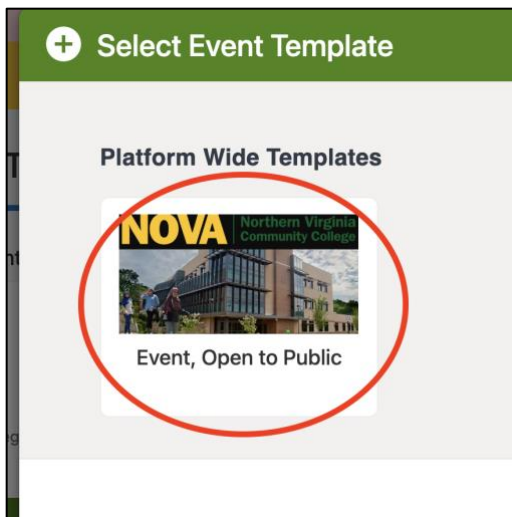 Select Event Template
Platform Wide Templates
NOVA
Northern Virginia
Community College
Event, Open to Public